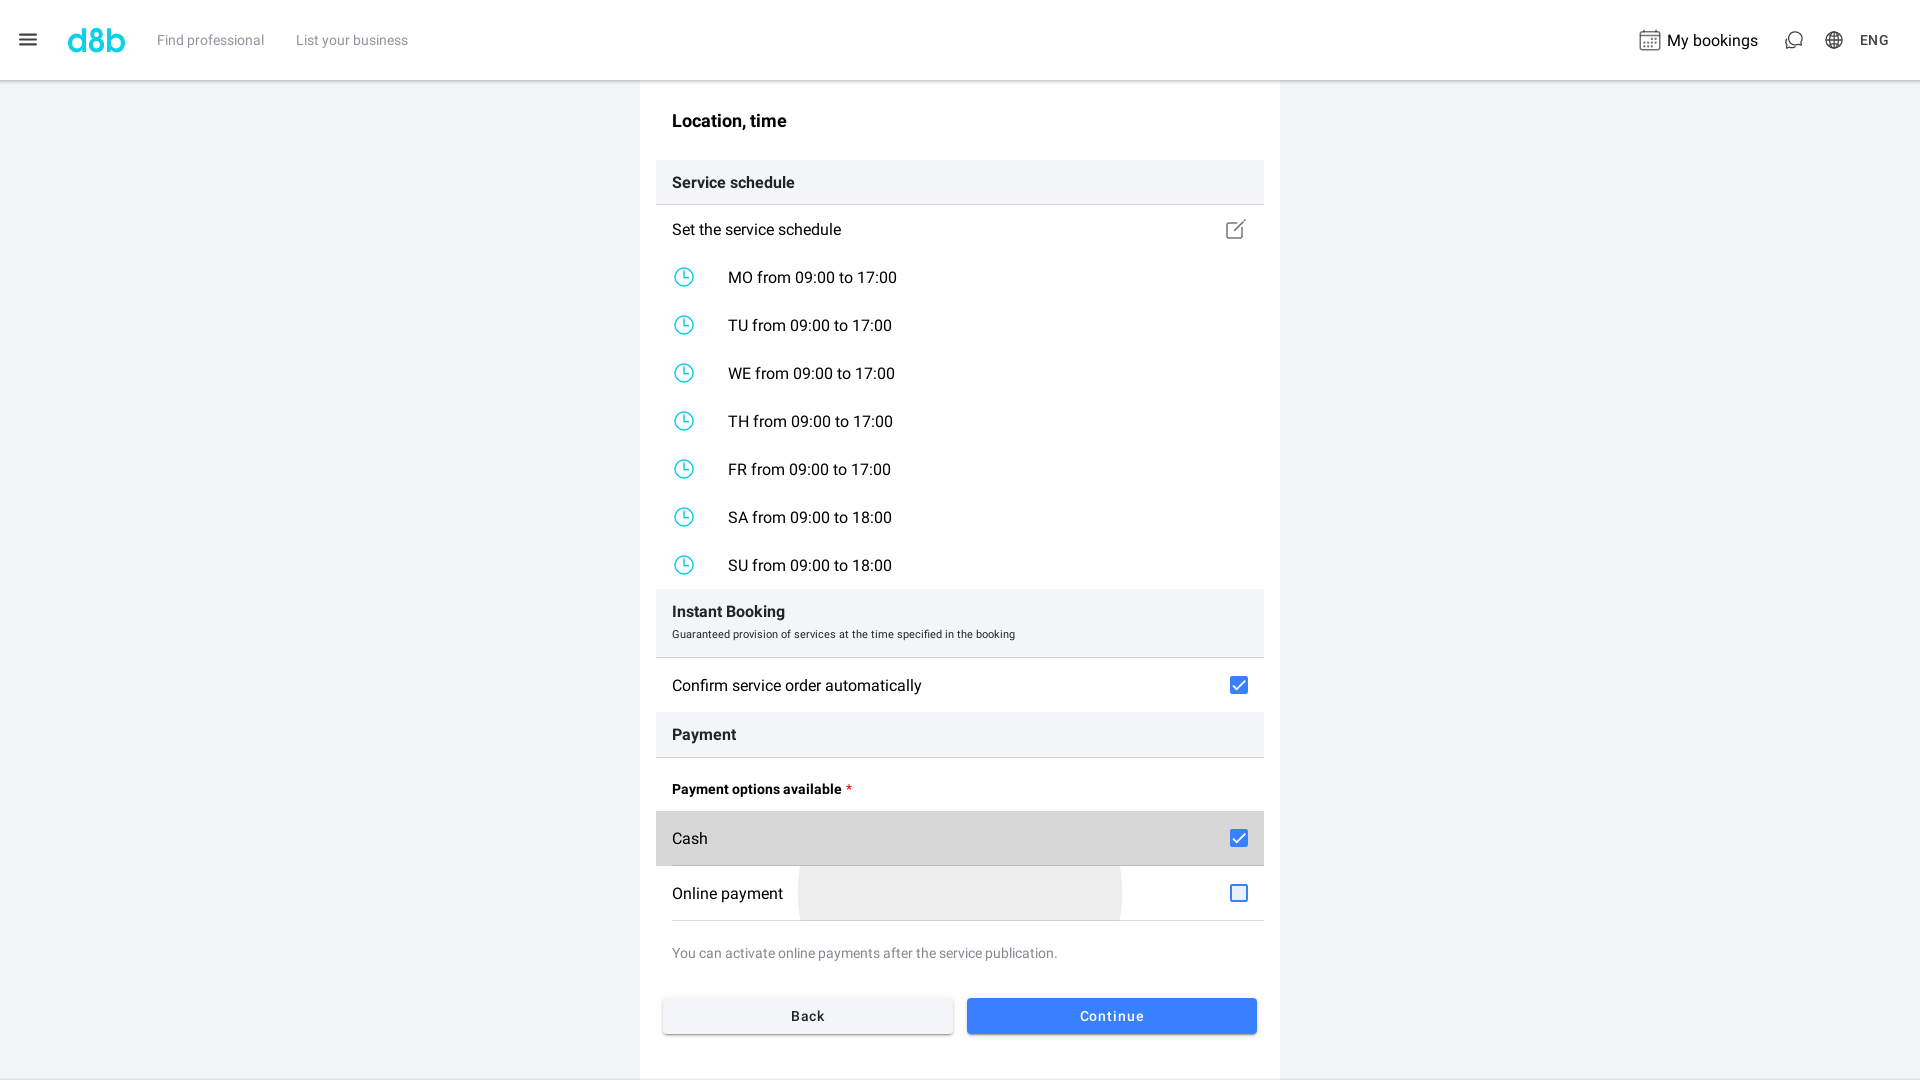 d8b
Find professional
List your business
My bookings
ENG
Location, time
Service schedule
Set the service schedule
MO from 09:00 to 17:00
TU from 09:00 to 17:00
WE from 09:00 to 17:00
TH from 09:00 to 17:00
FR from 09:00 to 17:00
SA from 09:00 to 18:00
SU from 09:00 to 18:00
Instant Booking
Guaranteed provision of services at the time specified in the booking
Confirm service order automatically
Payment
Payment options available *
Cash
Online payment
You can activate online payments after the service publication.
Back
Continue